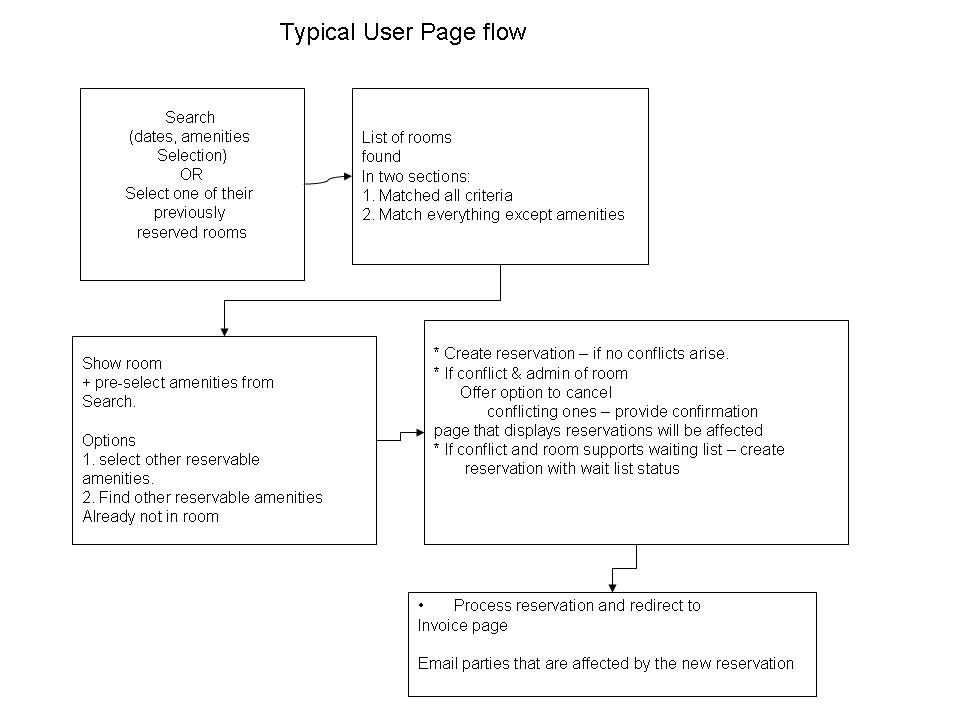 Typical User Page flow
Search
(dates, amenities
Selection)
OR
Select one of their
previously
reserved rooms
List of rooms
found
In two sections:
1. Matched all criteria
2. Match everything except amenities
Show room
+ pre-select amenities from
Search.
Options
1. select other reservable
amenities.
2. Find other reservable amenities
Already not in room
* Create reservation – if no conflicts arise.
* If conflict & admin of room
Offer option to cancel
conflicting ones – provide confirmation
page that displays reservations will be affected
* If conflict and room supports waiting list – create
reservation with wait list status
• Process reservation and redirect to
Invoice page
Email parties that are affected by the new reservation